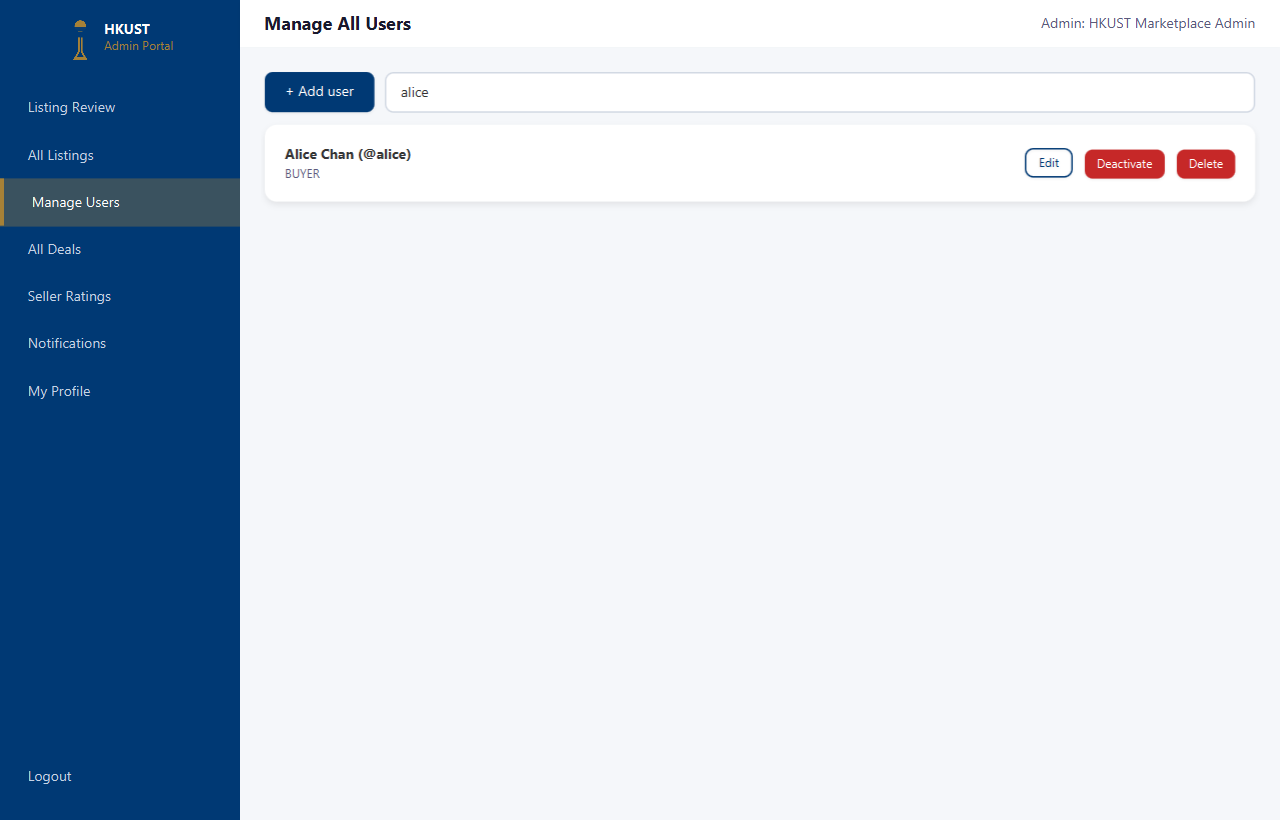 HKUST
Admin Portal
Listing Review
All Listings
Manage Users
All Deals
Seller Ratings
Notifications
My Profile
Logout
Manage All Users
Admin: HKUST Marketplace Admin
+ Add user
alice
Alice Chan (@alice)
BUYER
Edit
Deactivate
Delete